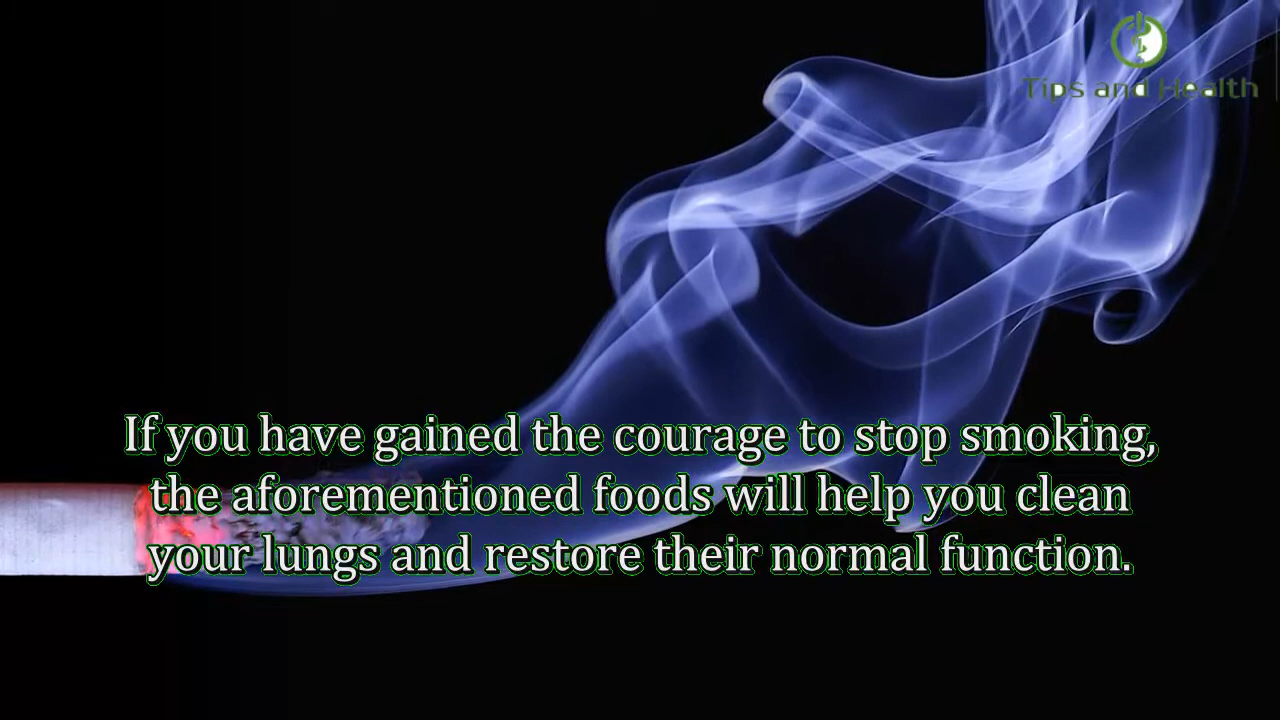 Tips and Health
If you have gained the courage to stop smoking,
the aforementioned foods will help you clean
your lungs and restore their normal function.